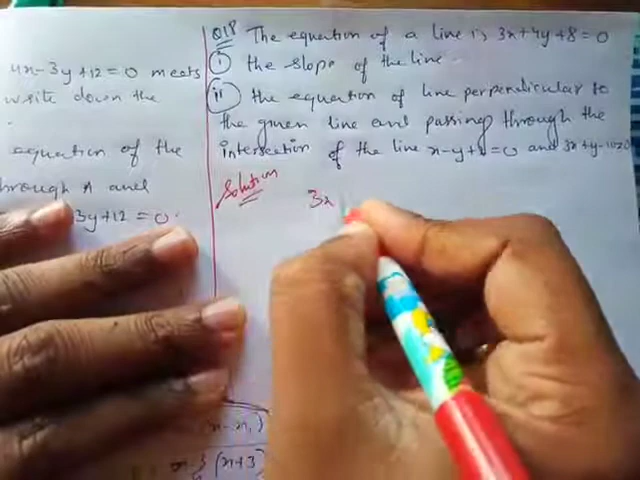 4x-3y+12=0 meets
write down the
equation of the
through A and
3y+12=0.
Q18 The equation of a line is 3x+4y+8=0
(i) the slope of the line.
(ii) the equation of line perpendicular to
the given line and passing through the
intersection of the line x-y+ =0 and 3x+y-10=0
Solution
3x
x-x1)
(x+3)